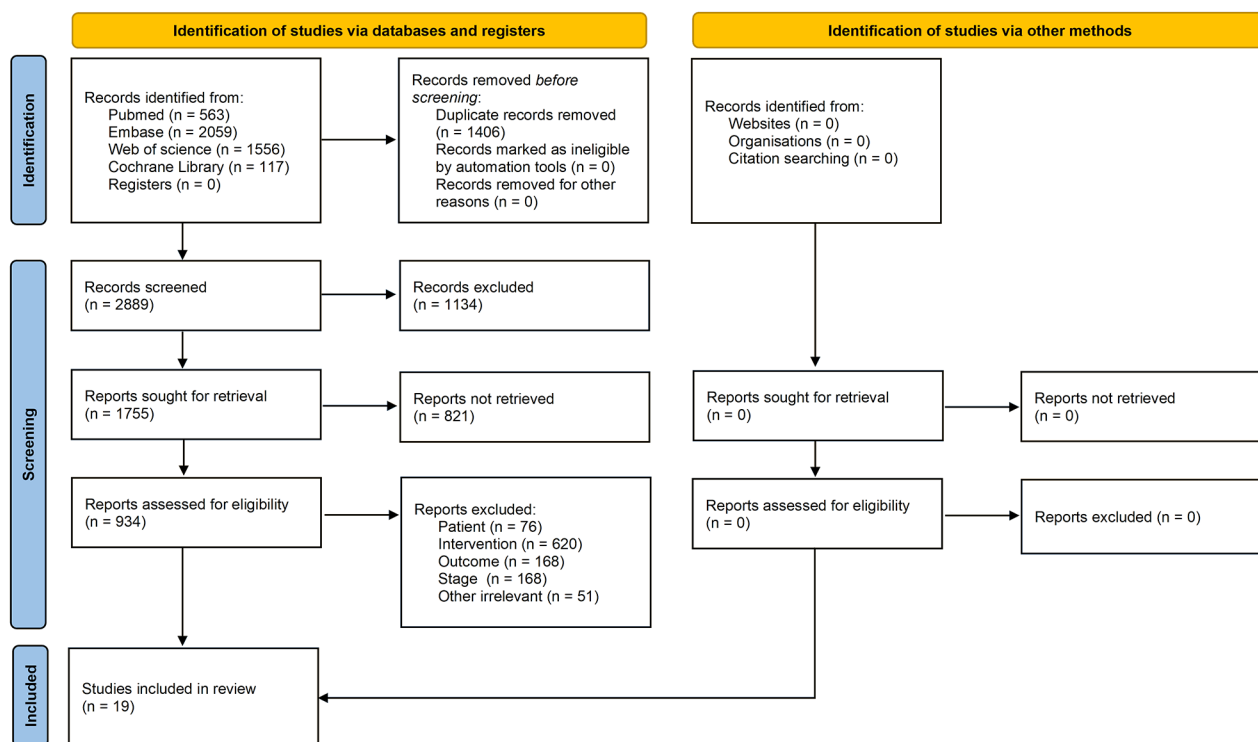 Identification of studies via databases and registers
Identification of studies via other methods
Identification
Records identified from:
Pubmed (n = 563)
Embase (n = 2059)
Web of science (n = 1556)
Cochrane Library (n = 117)
Registers (n = 0)
Records removed before
screening:
Duplicate records removed
(n = 1406)
Records marked as ineligible
by automation tools (n = 0)
Records removed for other
reasons (n = 0)
Records identified from:
Websites (n = 0)
Organisations (n = 0)
Citation searching (n = 0)
Screening
Records screened
(n = 2889)
Records excluded
(n = 1134)
Reports sought for retrieval
(n = 1755)
Reports not retrieved
(n = 821)
Reports sought for retrieval
(n = 0)
Reports not retrieved
(n = 0)
Reports assessed for eligibility
(n = 934)
Reports excluded:
Patient (n = 76)
Intervention (n = 620)
Outcome (n = 168)
Stage (n = 168)
Other irrelevant (n = 51)
Reports assessed for eligibility
(n = 0)
Reports excluded (n = 0)
Included
Studies included in review
(n = 19)